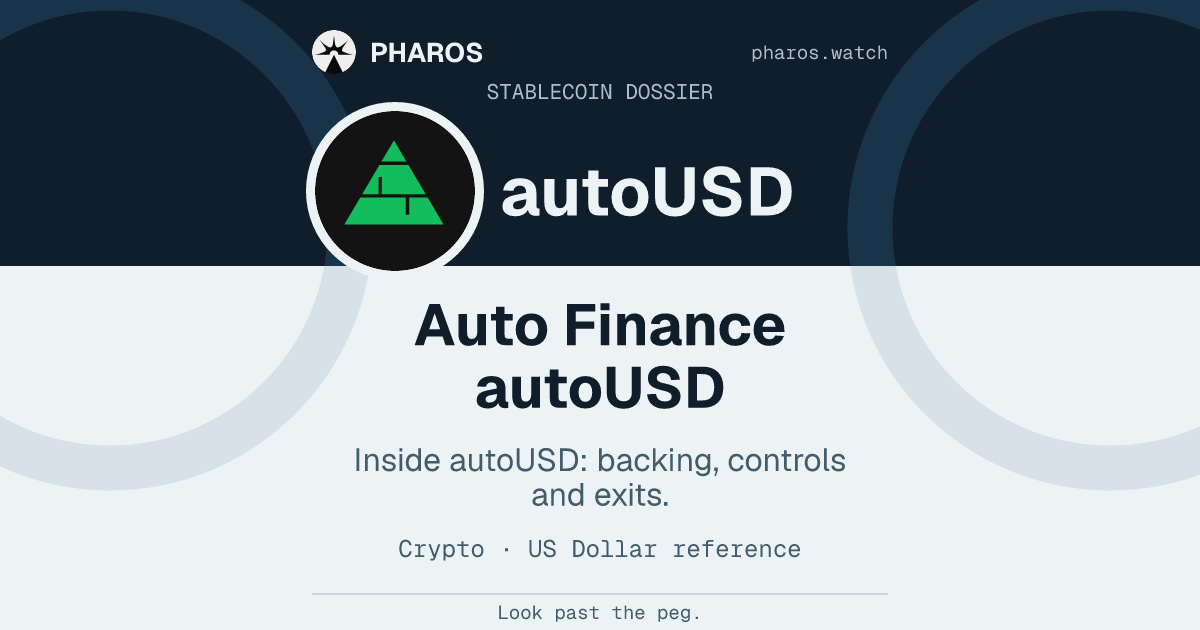 PHAROS
pharos.watch
STABLECOIN DOSSIER
autoUSD
Auto Finance
autoUSD
Inside autoUSD: backing, controls
and exits.
Crypto · US Dollar reference
Look past the peg.